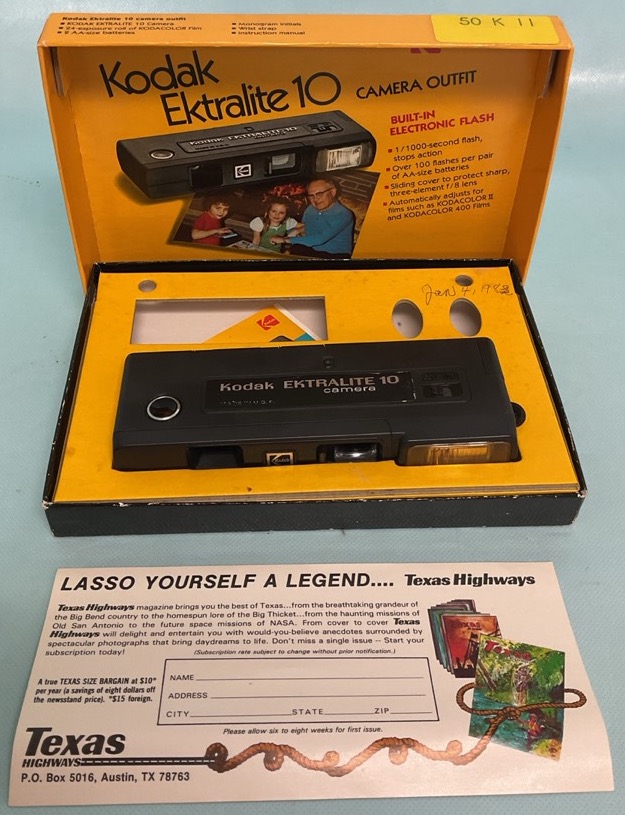 Kodak Ektralite 10 camera outfit
■ KODAK EKTRALITE 10 Camera
■ 24-exposure roll of KODACOLOR Film
■ 2 AA-size batteries
■ Monogram initials
■ Wrist strap
■ Instruction manual
50 K 11
Kodak
Ektralite 10
CAMERA OUTFIT
BUILT-IN
ELECTRONIC FLASH
■ 1/1000-second flash,
stops action
■ Over 100 flashes per pair
of AA-size batteries
■ Sliding cover to protect sharp,
three-element f/8 lens
■ Automatically adjusts for
films such as KODACOLOR II
and KODACOLOR 400 Films
Kodak EKTRALITE 10
Jan 4, 198
Kodak EKTRALITE 10
camera
Kodak
LASSO YOURSELF A LEGEND.... Texas Highways
Texas Highways magazine brings you the best of Texas...from the breathtaking grandeur of
the Big Bend country to the homespun lore of the Big Thicket...from the haunting missions of
Old San Antonio to the future space missions of NASA. From cover to cover Texas
Highways will delight and entertain you with would-you-believe anecdotes surrounded by
spectacular photographs that bring daydreams to life. Don't miss a single issue -- Start your
subscription today!
(Subscription rate subject to change without prior notification.)
A true TEXAS SIZE BARGAIN at $10*
per year (a savings of eight dollars off
the newsstand price). *$15 foreign.
NAME
ADDRESS
CITY STATE ZIP
Please allow six to eight weeks for first issue.
Texas
HIGHWAYS
P.O. Box 5016, Austin, TX 78763